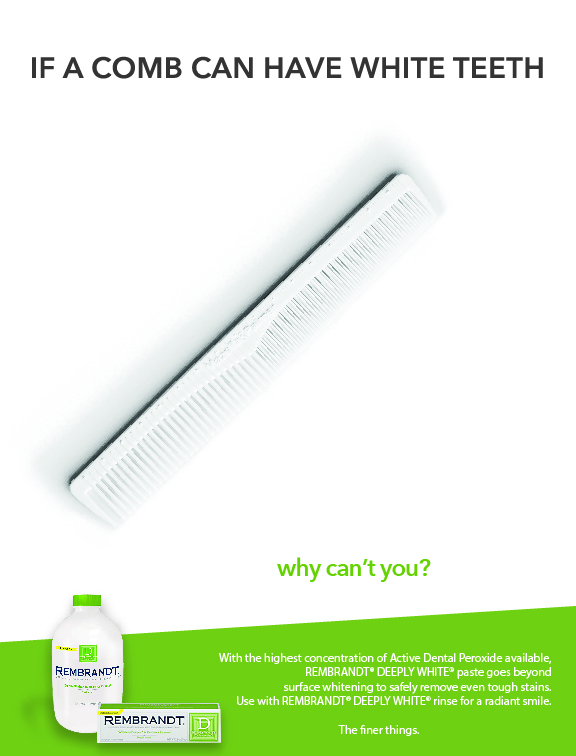 IF A COMB CAN HAVE WHITE TEETH
why can't you?
REMBRANDT.
REMBRANDT.
D
With the highest concentration of Active Dental Peroxide available,
REMBRANDT® DEEPLY WHITE® paste goes beyond
surface whitening to safely remove even tough stains.
Use with REMBRANDT® DEEPLY WHITE® rinse for a radiant smile.
The finer things.